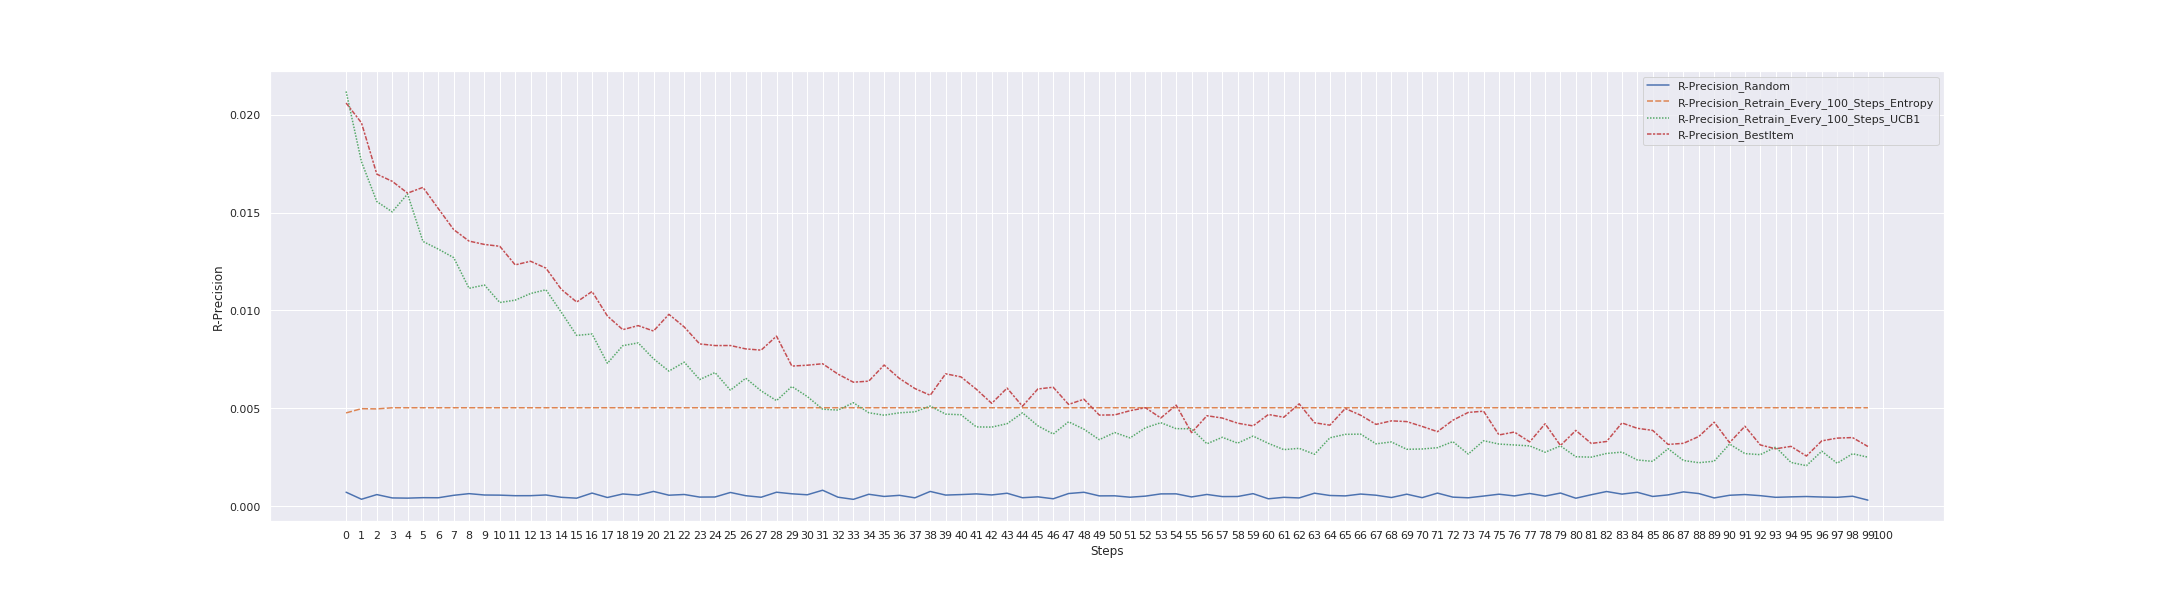 R-Precision_Random
R-Precision_Retrain_Every_100_Steps_Entropy
R-Precision_Retrain_Every_100_Steps_UCB1
R-Precision_BestItem
0.020
0.015
0.010
0.005
0.000
R-Precision
0 1 2 3 4 5 6 7 8 9 10 11 12 13 14 15 16 17 18 19 20 21 22 23 24 25 26 27 28 29 30 31 32 33 34 35 36 37 38 39 40 41 42 43 44 45 46 47 48 49 50 51 52 53 54 55 56 57 58 59 60 61 62 63 64 65 66 67 68 69 70 71 72 73 74 75 76 77 78 79 80 81 82 83 84 85 86 87 88 89 90 91 92 93 94 95 96 97 98 99 100
Steps